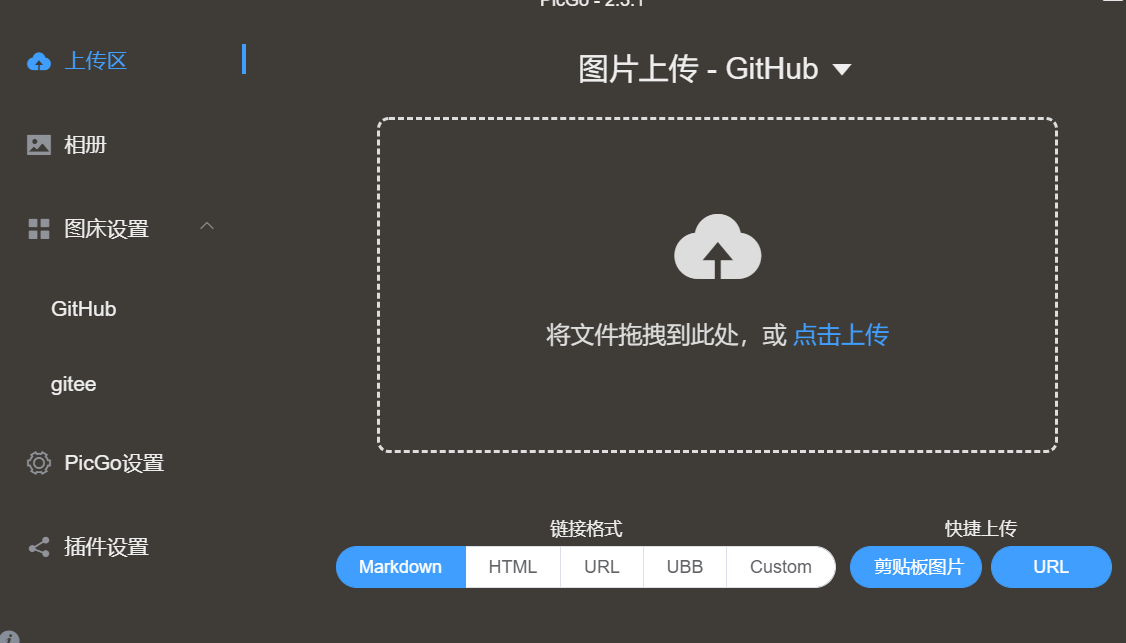 PicGo - 2.3.1
上传区
相册
图床设置
GitHub
gitee
PicGo设置
插件设置
图片上传 - GitHub
将文件拖拽到此处，或 点击上传
链接格式
Markdown HTML URL UBB Custom
快捷上传
剪贴板图片 URL